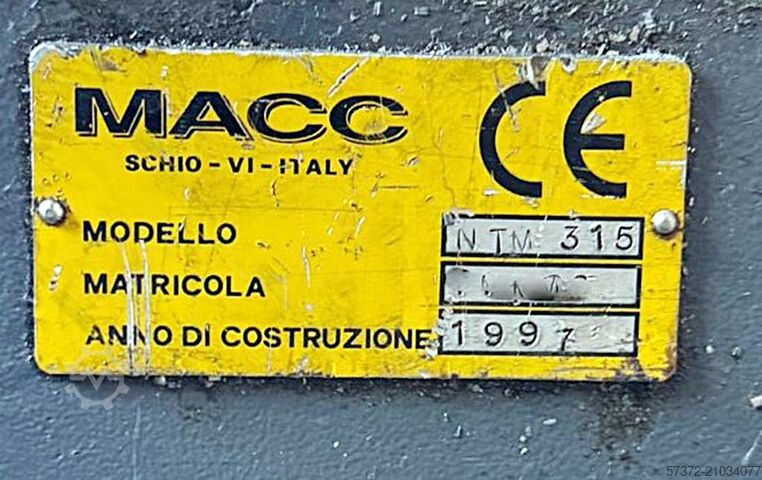 MACC
CE
SCHIO - VI - ITALY
MODELLO NTM 315
MATRICOLA
ANNO DI COSTRUZIONE 1997
57372-21034077